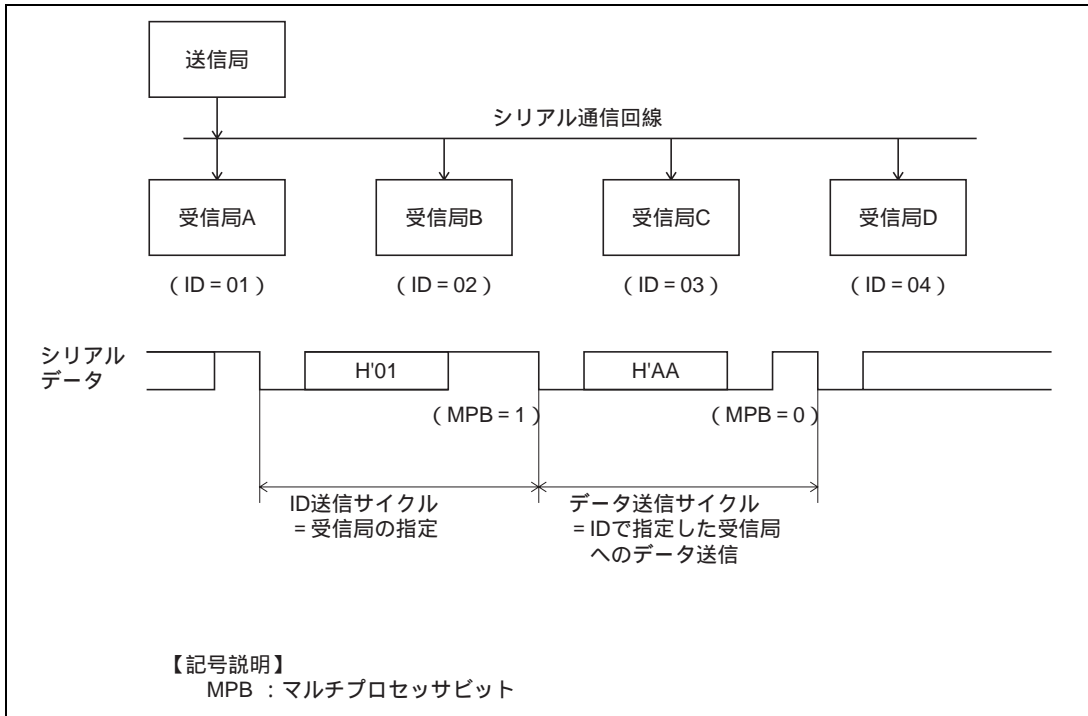 送信局
シリアル通信回線
受信局A 受信局B 受信局C 受信局D
(ID = 01) (ID = 02) (ID = 03) (ID = 04)
シリアル
データ
H'01 H'AA
(MPB = 1) (MPB = 0)
ID送信サイクル
= 受信局の指定
データ送信サイクル
= IDで指定した受信局
へのデータ送信
【記号説明】
MPB :マルチプロセッサビット